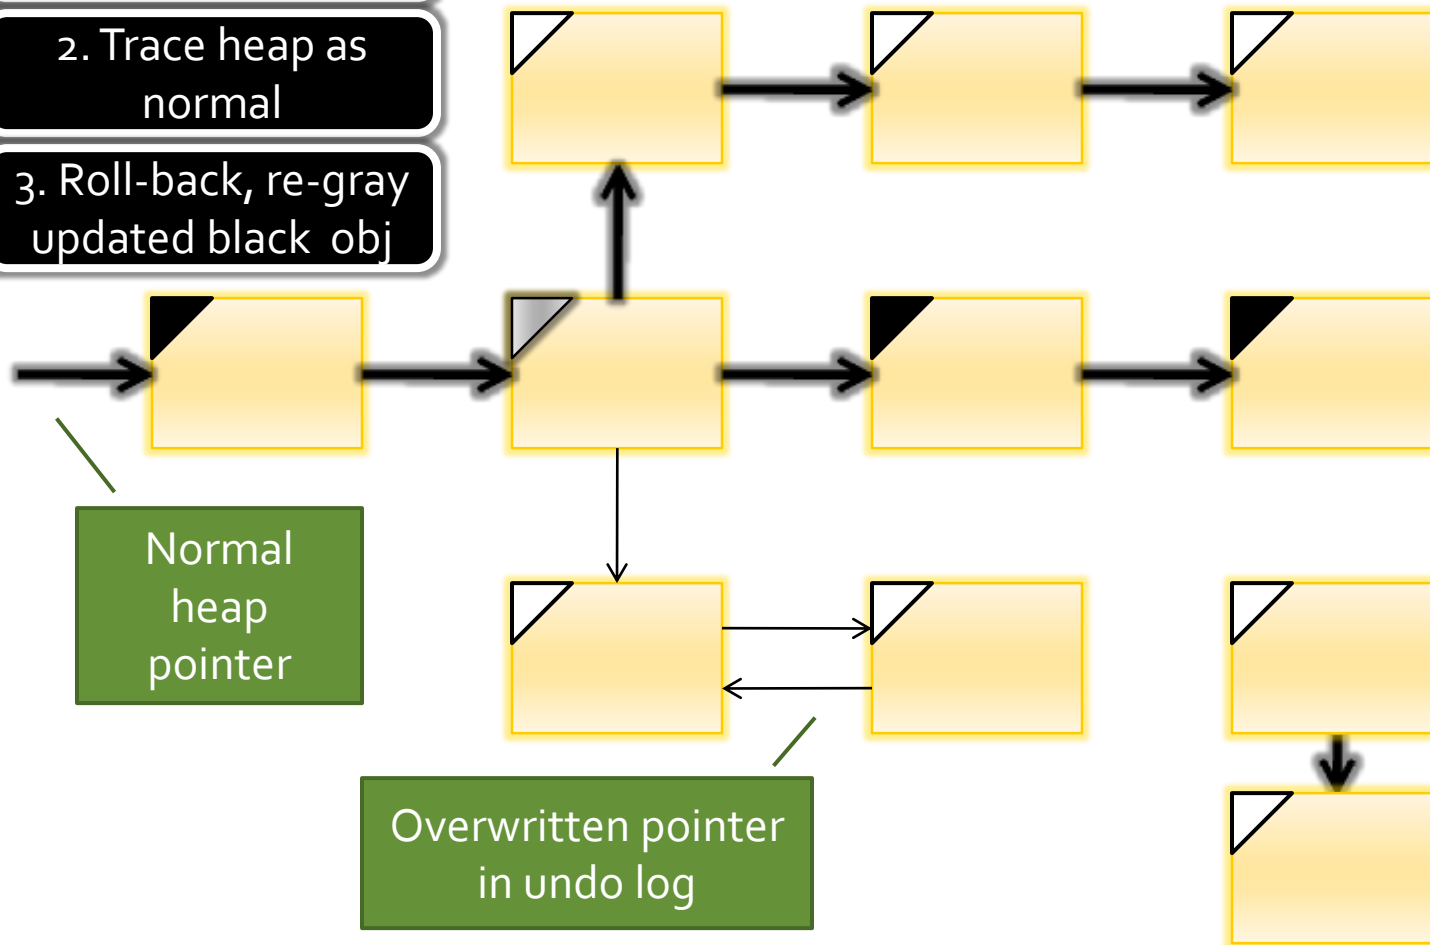 2. Trace heap as
normal
3. Roll-back, re-gray
updated black obj
Normal
heap
pointer
Overwritten pointer
in undo log